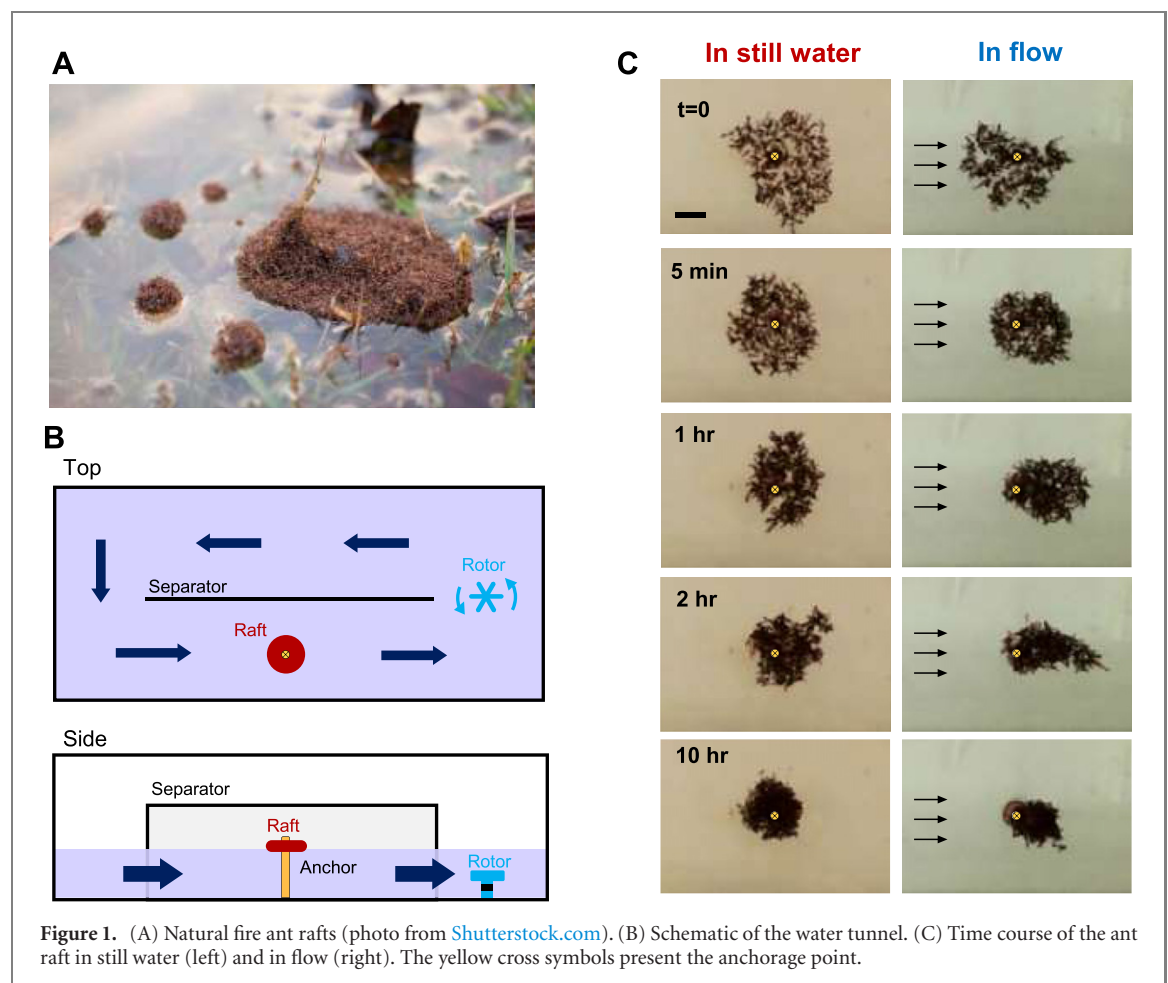 A
B
Top
Separator
Rotor
Raft
Side
Separator
Raft
Anchor
Rotor
C
In still water
In flow
t=0
5 min
1 hr
2 hr
10 hr
Figure 1. (A) Natural fire ant rafts (photo from Shutterstock.com). (B) Schematic of the water tunnel. (C) Time course of the ant
raft in still water (left) and in flow (right). The yellow cross symbols present the anchorage point.